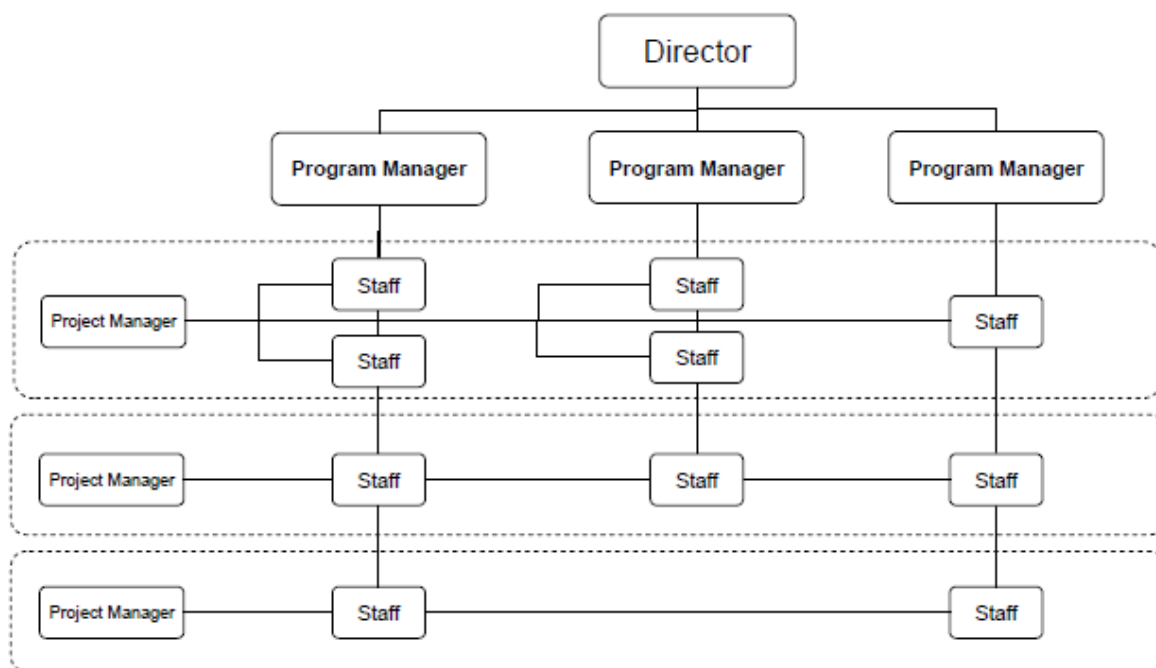 Director
Program Manager
Program Manager
Program Manager
Staff
Staff
Project Manager
Staff
Staff
Staff
Project Manager
Staff
Staff
Staff
Project Manager
Staff
Staff